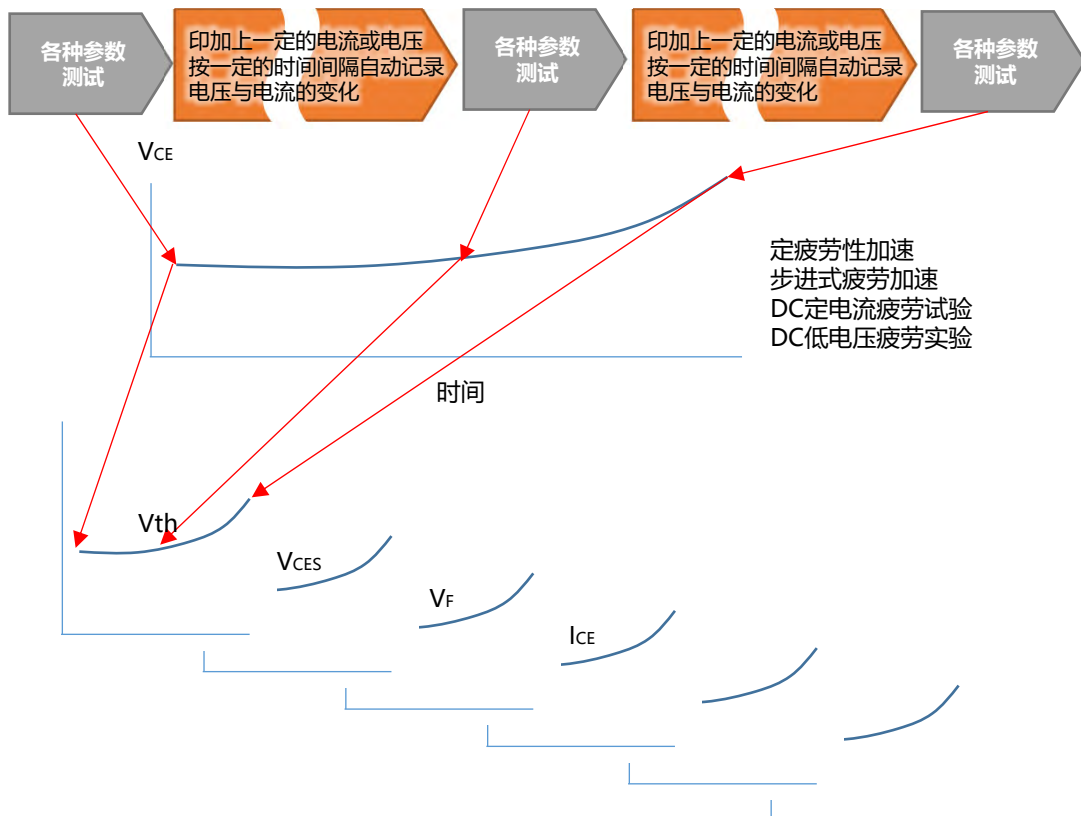 各种参数
测试
印加上一定的电流或电压
按一定的时间间隔自动记录
电压与电流的变化
各种参数
测试
印加上一定的电流或电压
按一定的时间间隔自动记录
电压与电流的变化
各种参数
测试
VCE
定疲劳性加速
步进式疲劳加速
DC定电流疲劳试验
DC低电压疲劳实验
时间
Vth
VCES
VF
ICE